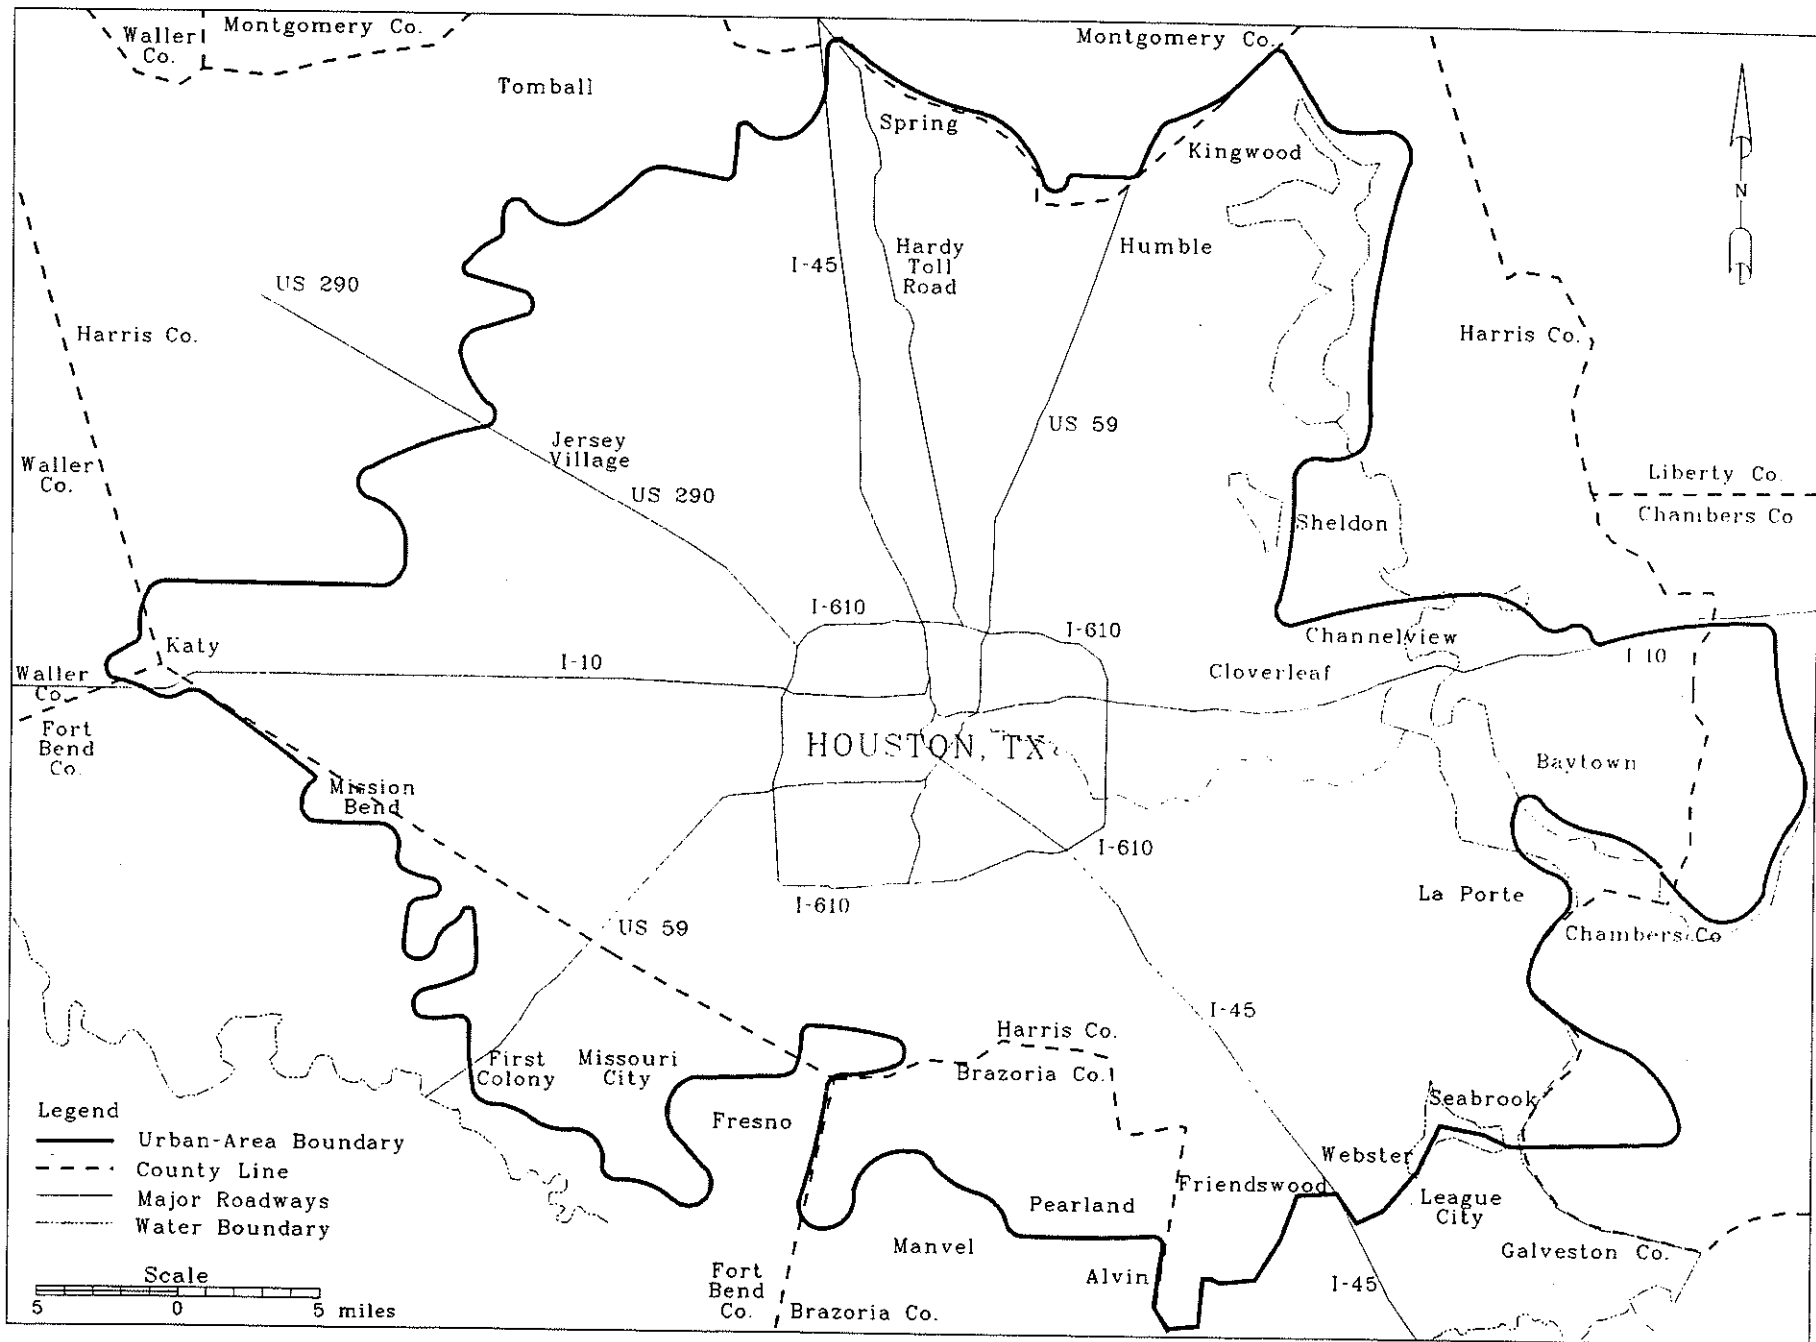 Waller
Co.
Montgomery Co.
Montgomery Co.
Tomball
Spring
Kingwood
N
Hardy
Toll
Road
Humble
I-45
US 290
Harris Co.
Harris Co.
US 59
Jersey
Village
Waller
Co.
US 290
Liberty Co.
Chambers Co
Sheldon
I-610
I-610
Channelview
Katy
I-10
I 10
Cloverleaf
Waller
Co.
Fort
Bend
Co.
HOUSTON, TX
Baytown
Mission
Bend
I-610
La Porte
I-610
US 59
Chambers Co
I-45
Harris Co.
Brazoria Co.
First
Colony
Missouri
City
Seabrook
Legend
Fresno
Urban-Area Boundary
County Line
Major Roadways
Water Boundary
Webster
Friendswood
League
City
Pearland
Manvel
Galveston Co.
Alvin
I-45
Scale
5 0 5 miles
Fort
Bend
Co.
Brazoria Co.